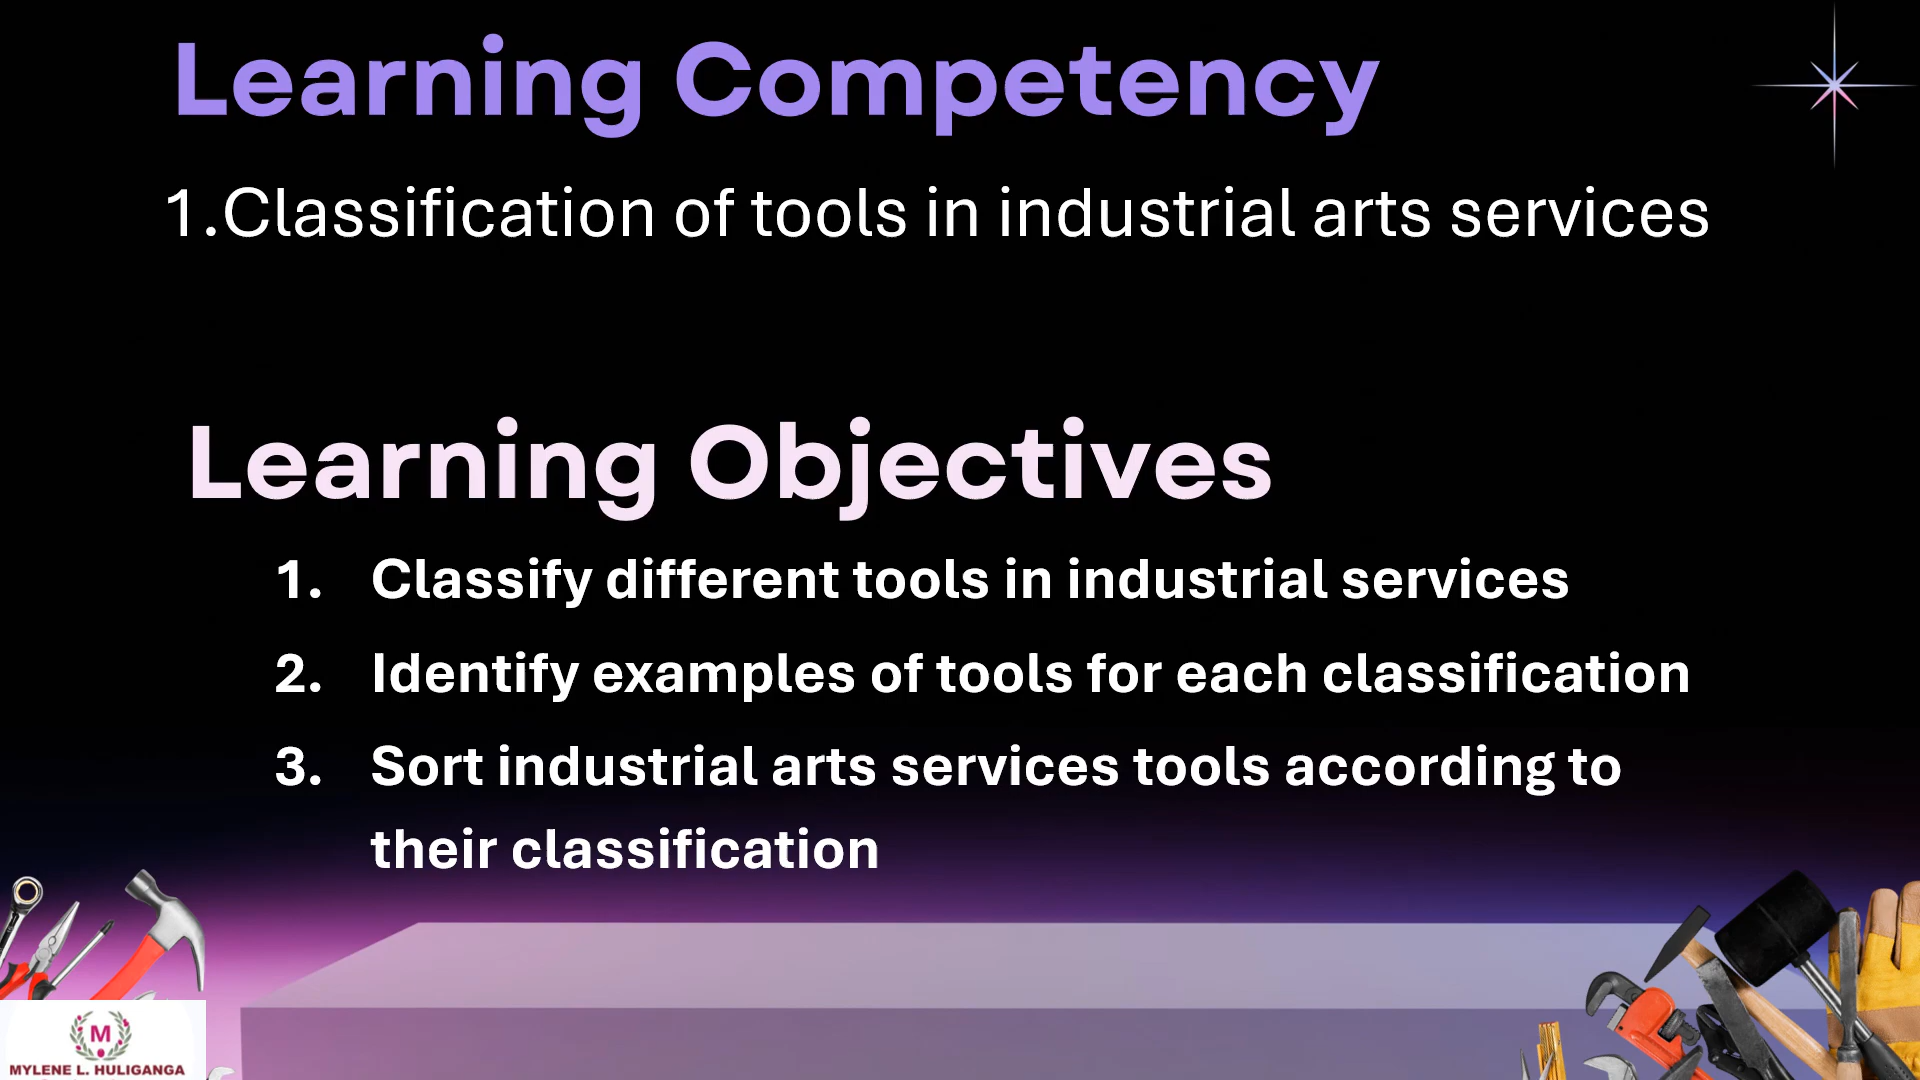 Learning Competency
1.Classification of tools in industrial arts services
Learning Objectives
1. Classify different tools in industrial services
2. Identify examples of tools for each classification
3. Sort industrial arts services tools according to
their classification
M
MYLENE L. HULIGANGA